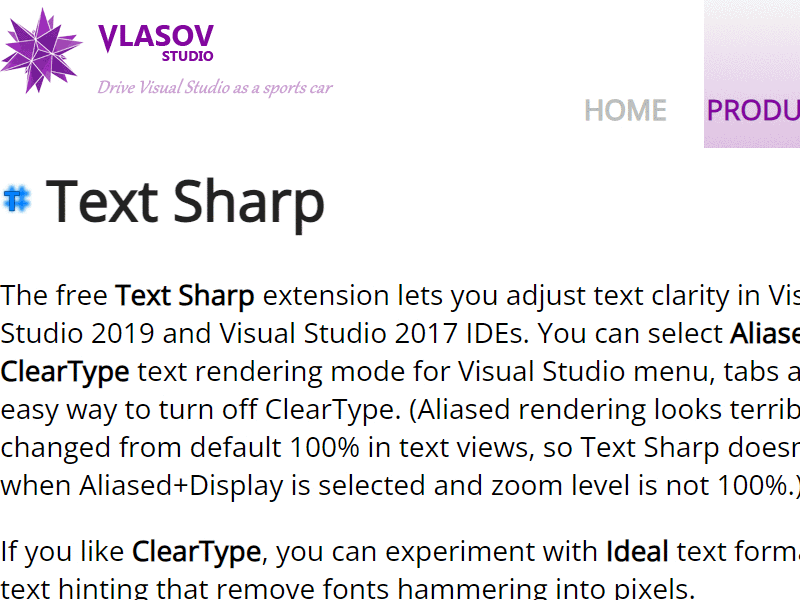 VLASOV
STUDIO
Drive Visual Studio as a sports car
HOME
PRODU
Text Sharp
The free Text Sharp extension lets you adjust text clarity in Vis
Studio 2019 and Visual Studio 2017 IDEs. You can select Aliase
ClearType text rendering mode for Visual Studio menu, tabs a
easy way to turn off ClearType. (Aliased rendering looks terrib
changed from default 100% in text views, so Text Sharp doesn
when Aliased+Display is selected and zoom level is not 100%.)
If you like ClearType, you can experiment with Ideal text forma
text hinting that remove fonts hammering into pixels.